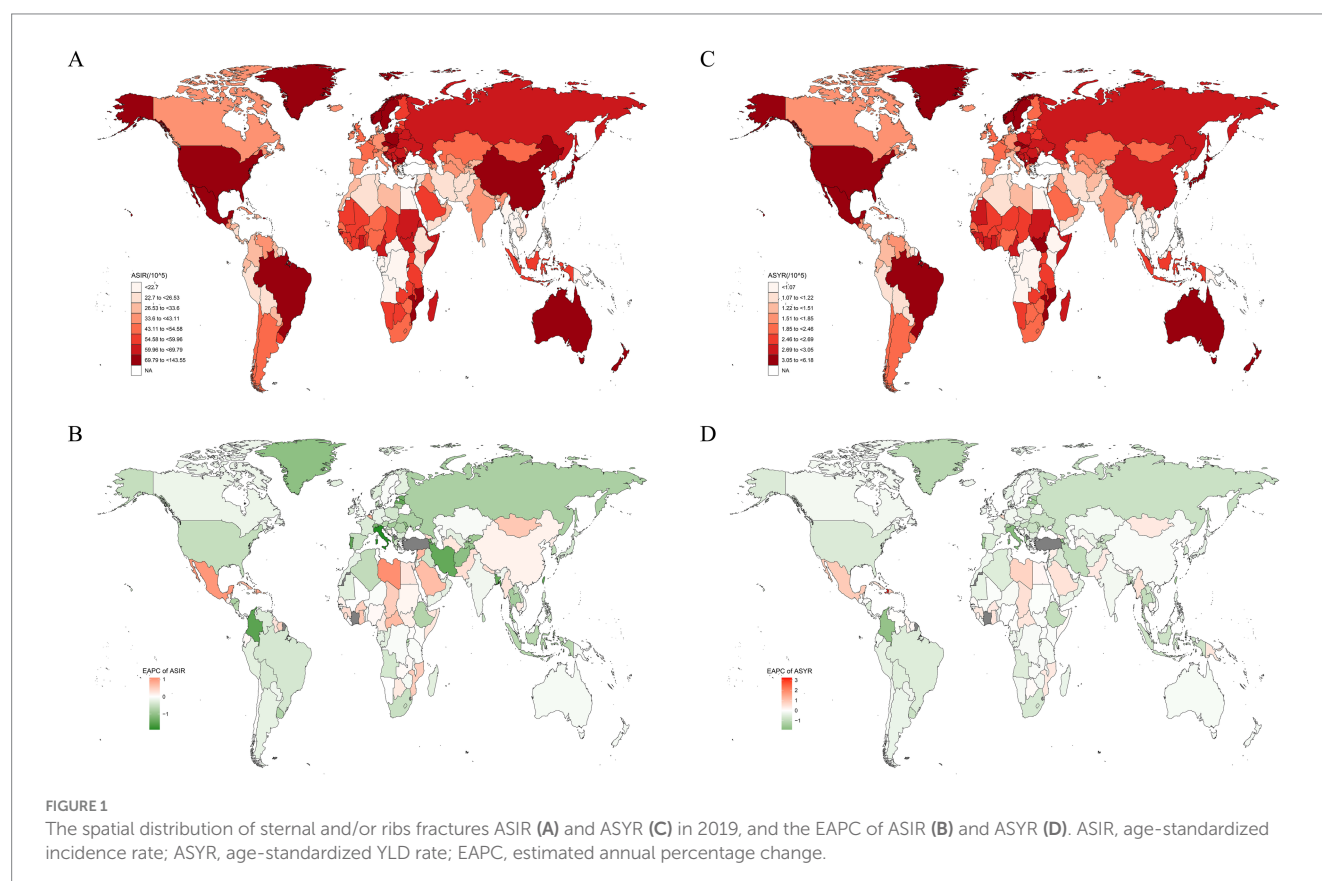 A
ASIR(/10^5)
<22.7
22.7 to <26.53
26.53 to <33.6
33.6 to <43.11
43.11 to <54.58
54.58 to <59.96
59.96 to <69.79
69.79 to <143.55
NA
C
ASYR(/10^5)
<1.07
1.07 to <1.22
1.22 to <1.51
1.51 to <1.85
1.85 to <2.46
2.46 to <2.69
2.69 to <3.05
3.05 to <6.18
NA
B
EAPC of ASIR
1
0
−1
D
EAPC of ASYR
3
2
1
0
−1
FIGURE 1
The spatial distribution of sternal and/or ribs fractures ASIR (A) and ASYR (C) in 2019, and the EAPC of ASIR (B) and ASYR (D). ASIR, age-standardized
incidence rate; ASYR, age-standardized YLD rate; EAPC, estimated annual percentage change.